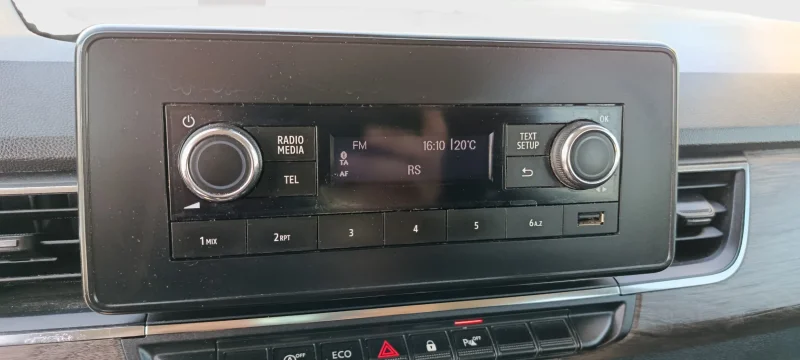 RADIO
MEDIA
TEL
FM 16:10 20°C
TA
AF
RS
TEXT
SETUP
OK
1 MIX 2 RPT 3 4 5 6 A.Z
ECO